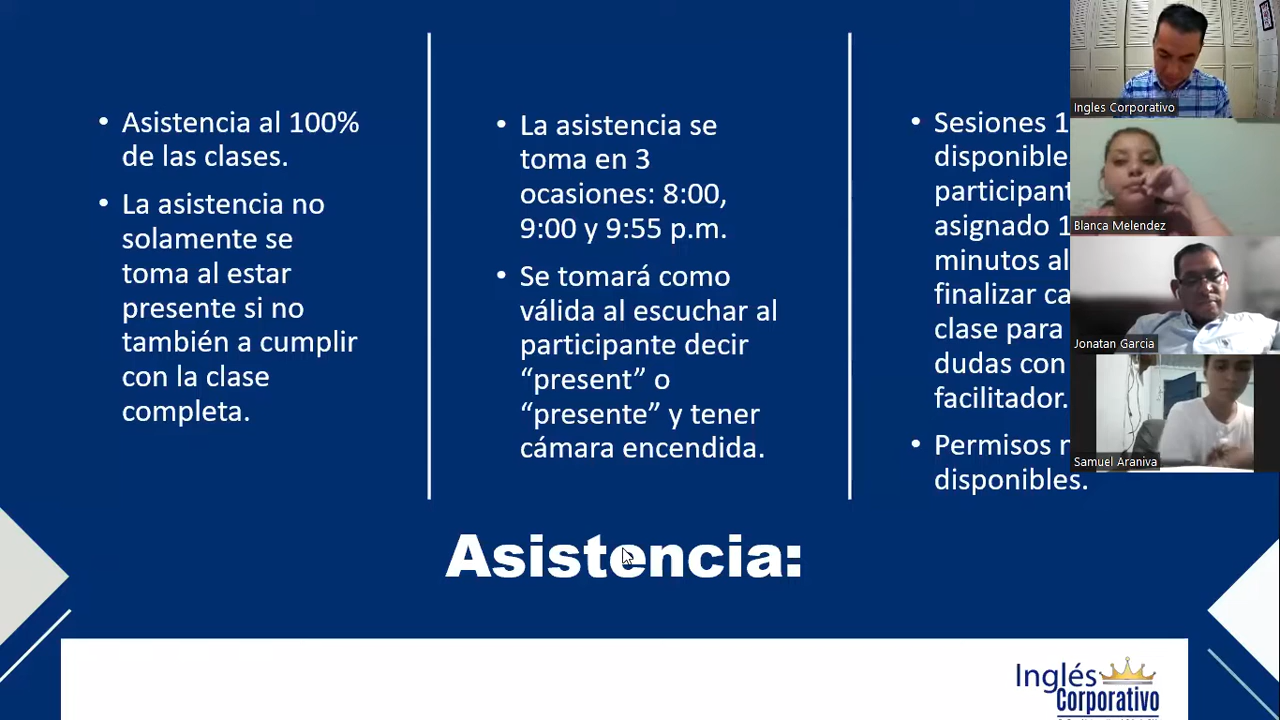 • Asistencia al 100%
de las clases.
• La asistencia no
solamente se
toma al estar
presente si no
también a cumplir
con la clase
completa.
• La asistencia se
toma en 3
ocasiones: 8:00,
9:00 y 9:55 p.m.
• Se tomará como
válida al escuchar al
participante decir
“present” o
“presente” y tener
cámara encendida.
• Sesiones 1
disponible
participant
asignado 1
minutos al
finalizar ca
clase para
dudas con
facilitador.
• Permisos n
disponibles.
Asistencia:
Ingles Corporativo
Blanca Melendez
Jonatan Garcia
Samuel Araniva
Inglés
Corporativo